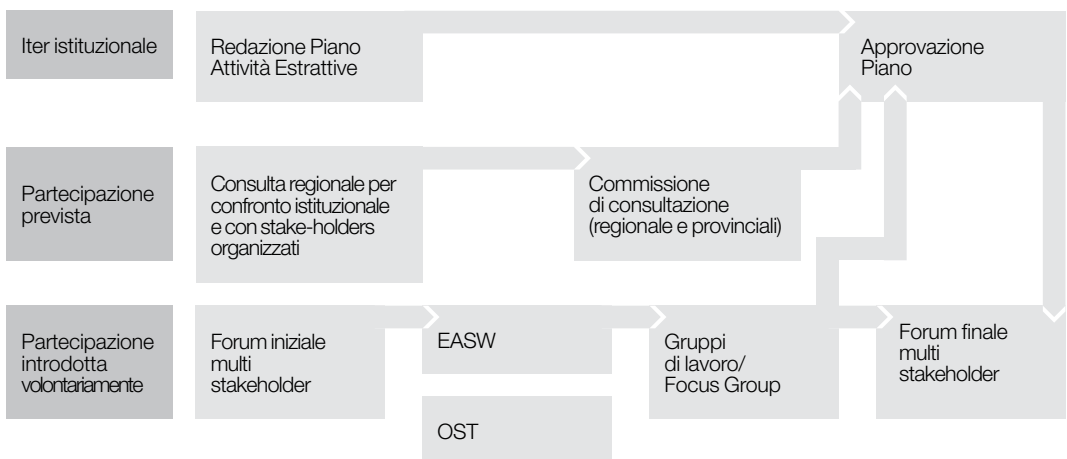 Iter istituzionale
Redazione Piano
Attività Estrattive
Approvazione
Piano
Partecipazione
prevista
Consulta regionale per
confronto istituzionale
e con stake-holders
organizzati
Commissione
di consultazione
(regionale e provinciali)
Partecipazione
introdotta
volontariamente
Forum iniziale
multi
stakeholder
EASW
OST
Gruppi
di lavoro/
Focus Group
Forum finale
multi
stakeholder